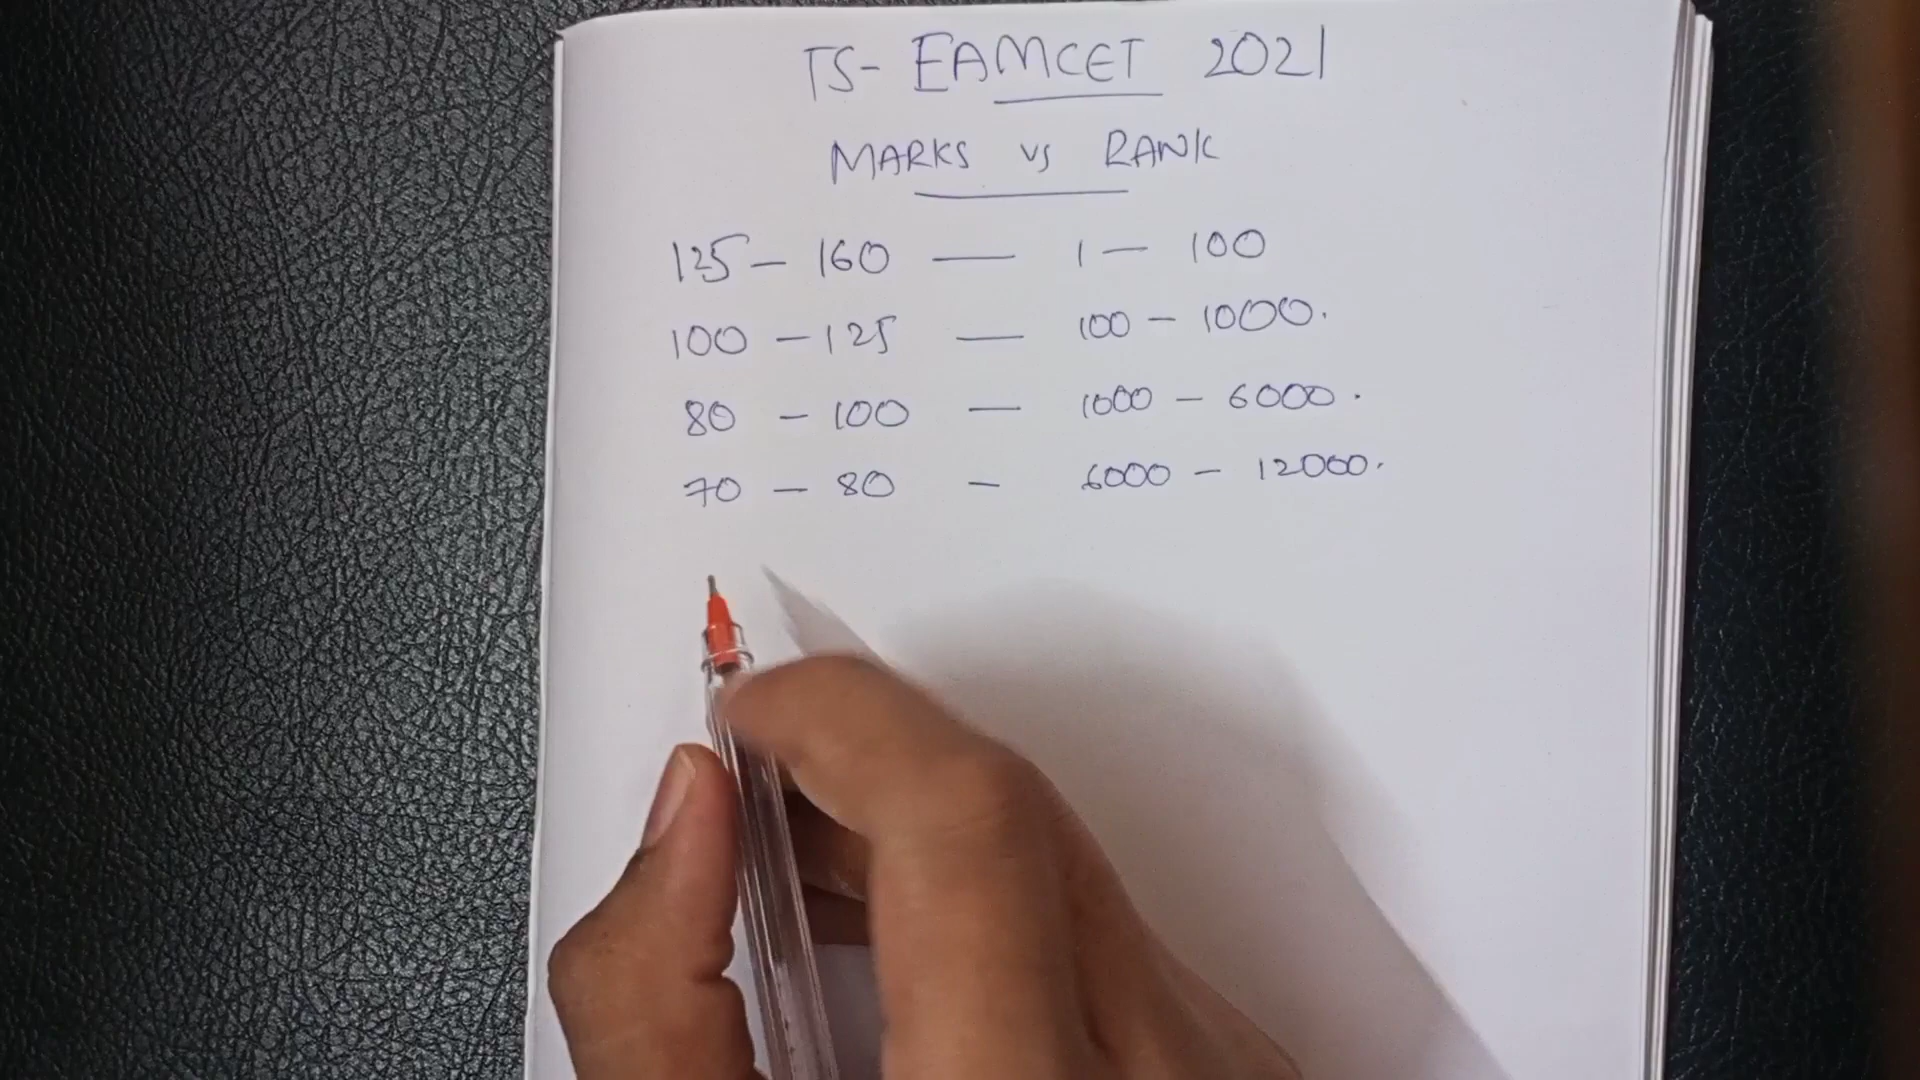 TS- EAMCET 2021
MARKS vs RANK
125 - 160 — 1 - 100
100 - 125 — 100 - 1000.
80 - 100 — 1000 - 6000.
70 - 80 - 6000 - 12000.